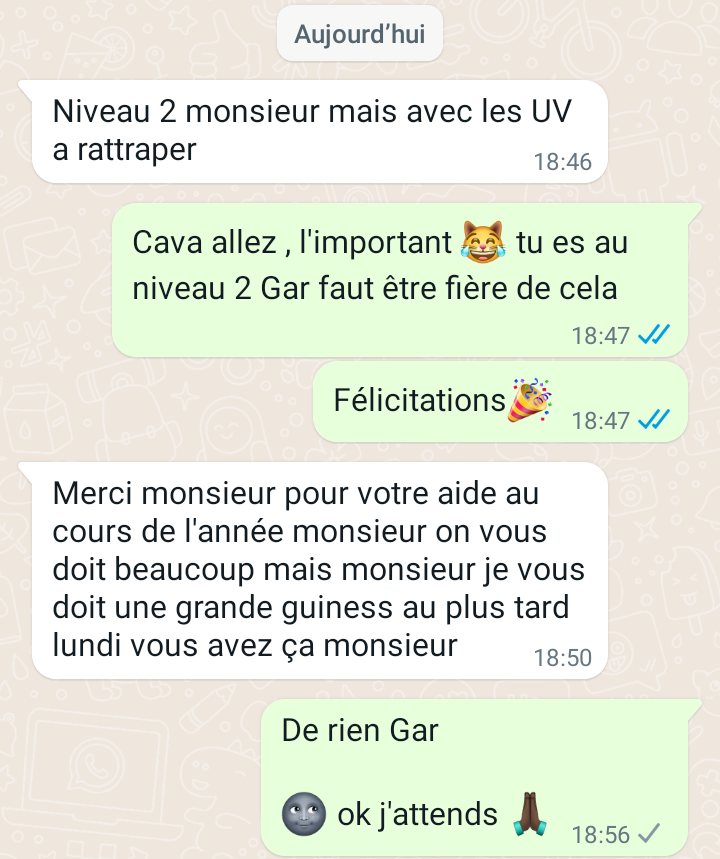 Aujourd’hui
Niveau 2 monsieur mais avec les UV
a rattraper
18:46
Cava allez , l'important 😹 tu es au
niveau 2 Gar faut être fière de cela
18:47
Félicitations🎉
18:47
Merci monsieur pour votre aide au
cours de l'année monsieur on vous
doit beaucoup mais monsieur je vous
doit une grande guiness au plus tard
lundi vous avez ça monsieur
18:50
De rien Gar
🌚 ok j'attends 🙏🏿
18:56